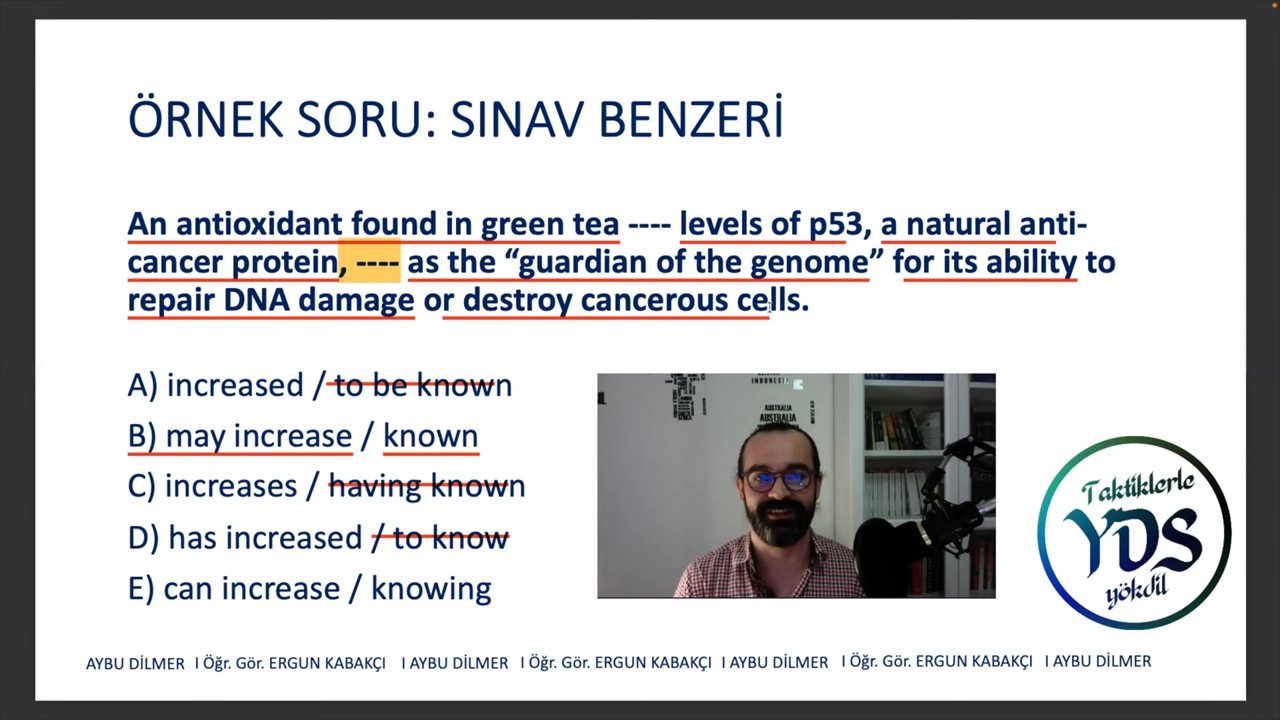 ÖRNEK SORU: SINAV BENZERİ
An antioxidant found in green tea ---- levels of p53, a natural anti-
cancer protein, ---- as the “guardian of the genome” for its ability to
repair DNA damage or destroy cancerous cells.
A) increased / to be known
B) may increase / known
C) increases / having known
D) has increased / to know
E) can increase / knowing
INDONESI
AUSTRALIA
AUSTRALIA
Taktiklerle
YDS
yökdil
AYBU DİLMER I Öğr. Gör. ERGUN KABAKÇI I AYBU DİLMER I Öğr. Gör. ERGUN KABAKÇI I AYBU DİLMER I Öğr. Gör. ERGUN KABAKÇI I AYBU DİLMER